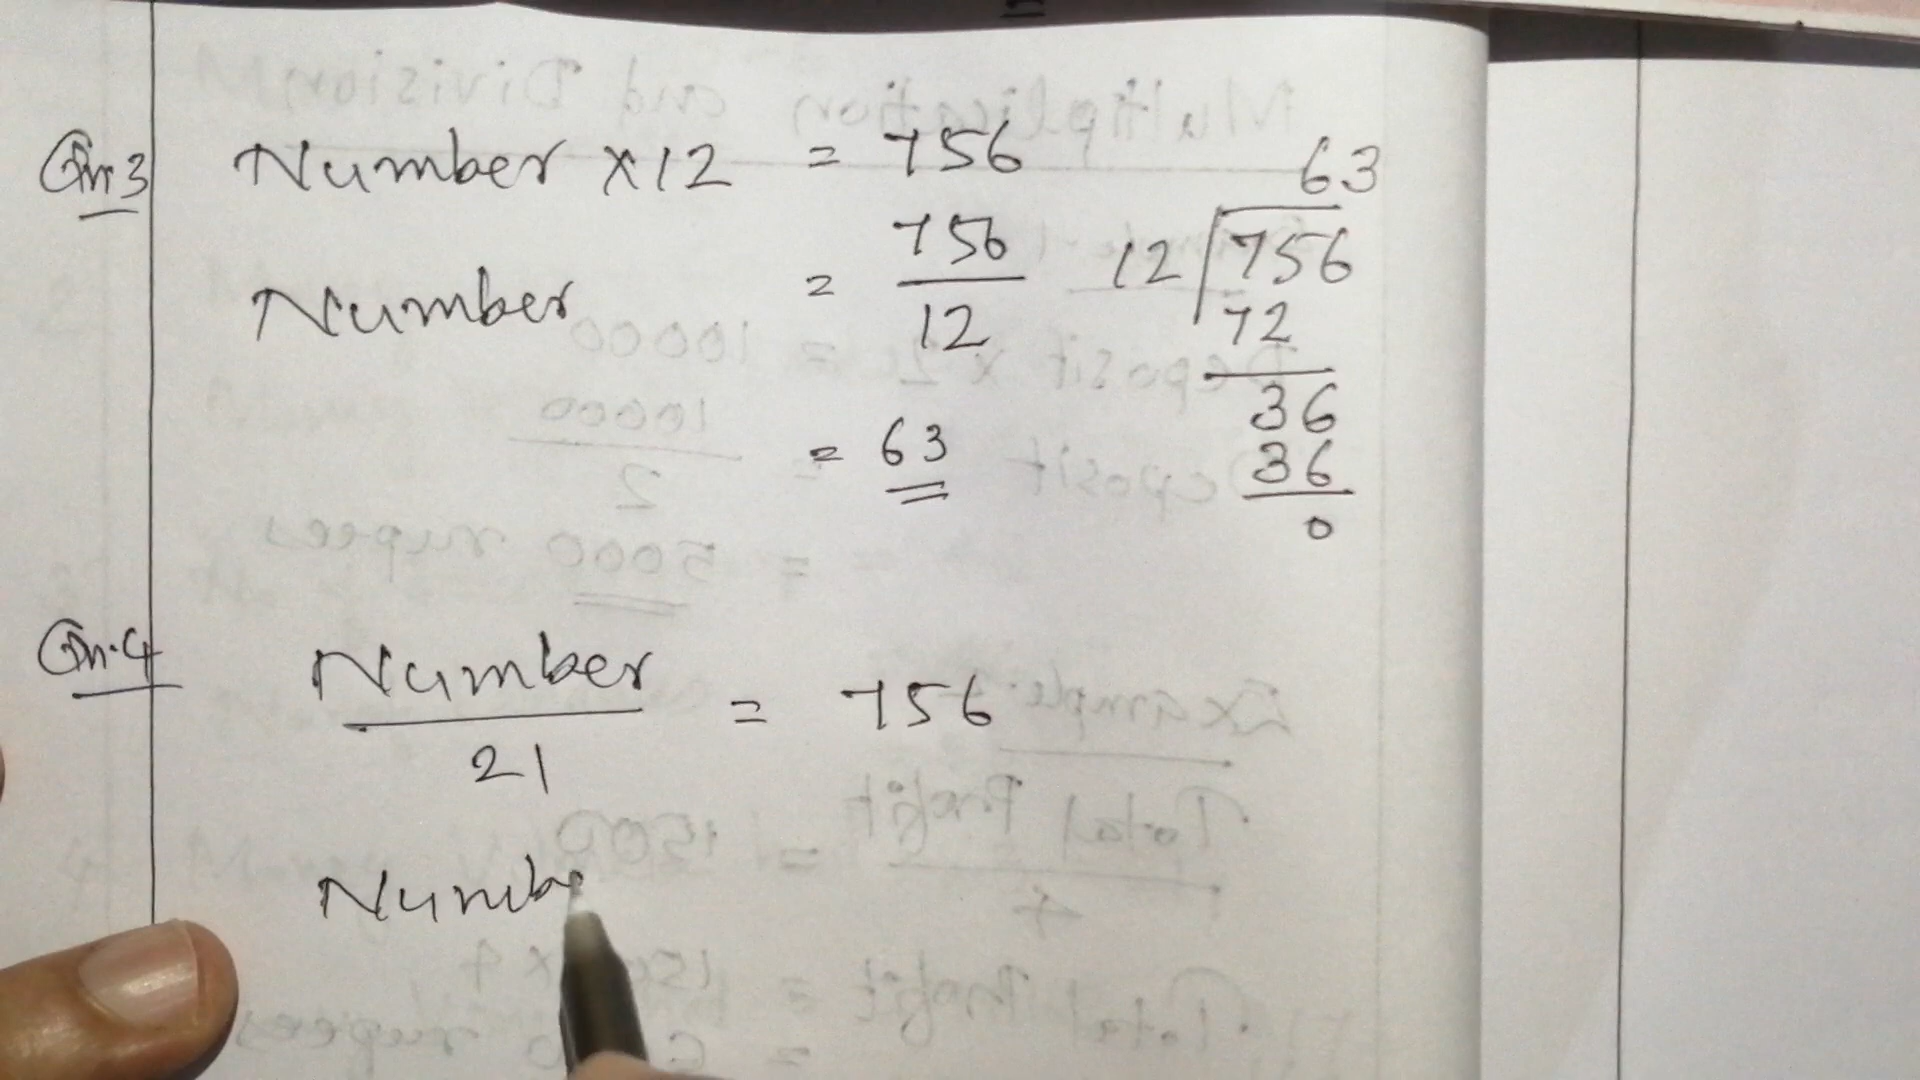 Qn 3 Number ×12 = 756
Number = 756/12
= 63
63
12 756
72
36
36
0
Qn.4 Number/21 = 756
Numbe